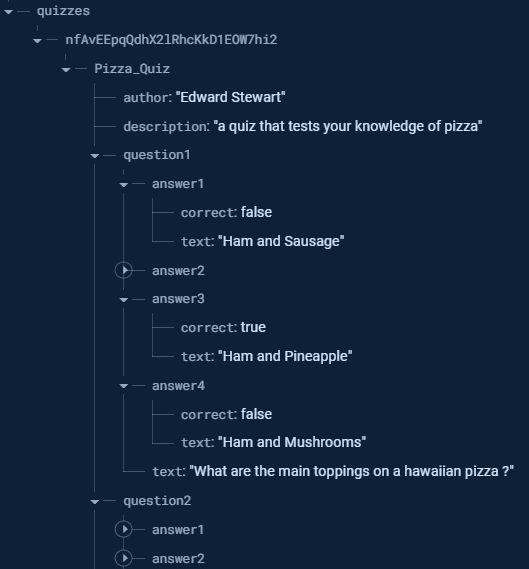 quizzes
nfAvEEpqQdhX2lRhcKkD1EOW7hi2
Pizza_Quiz
author: "Edward Stewart"
description: "a quiz that tests your knowledge of pizza"
question1
answer1
correct: false
text: "Ham and Sausage"
answer2
answer3
correct: true
text: "Ham and Pineapple"
answer4
correct: false
text: "Ham and Mushrooms"
text: "What are the main toppings on a hawaiian pizza ?"
question2
answer1
answer2